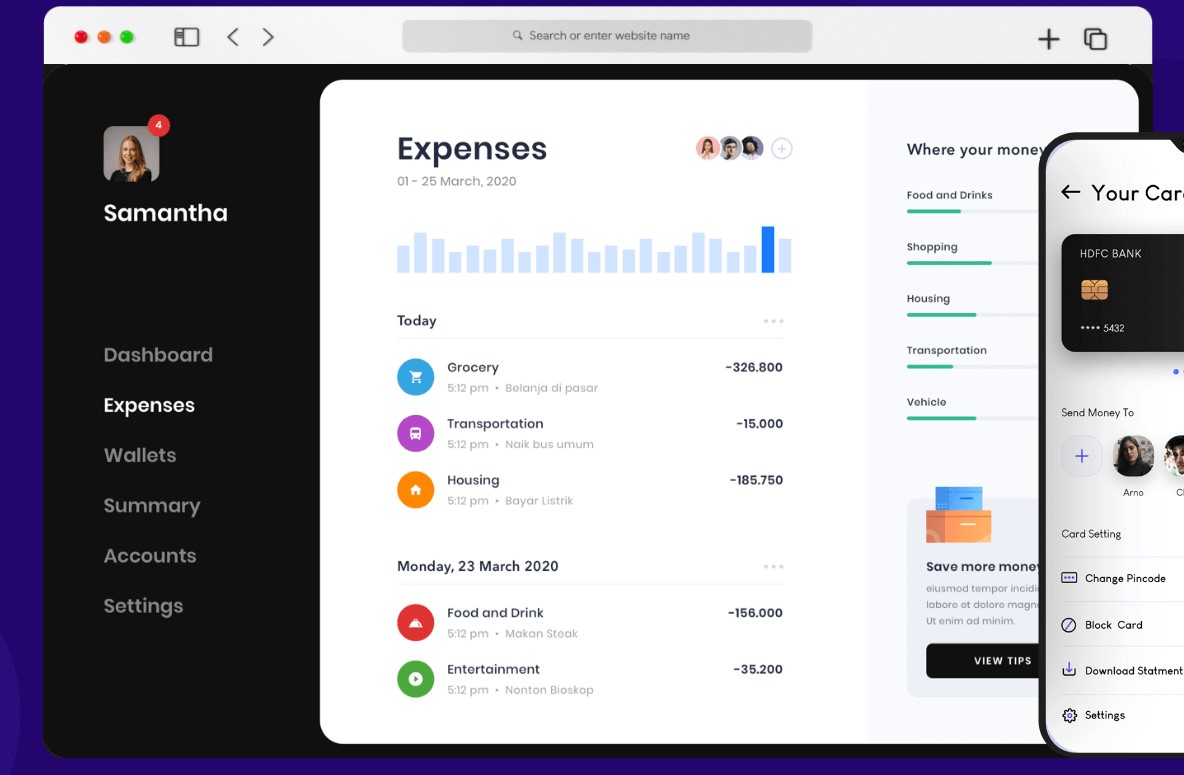 Search or enter website name
4
Samantha
Dashboard
Expenses
Wallets
Summary
Accounts
Settings
Expenses
01 - 25 March, 2020
Today
Grocery
-326.800
5:12 pm • Belanja di pasar
Transportation
-15.000
5:12 pm • Naik bus umum
Housing
-185.750
5:12 pm • Bayar Listrik
Monday, 23 March 2020
Food and Drink
-156.000
5:12 pm • Makan Steak
Entertainment
-35.200
5:12 pm • Nonton Bioskop
Where your money
Food and Drinks
Shopping
Housing
Transportation
Vehicle
Save more money
eiusmod tempor
labore et dolore
Ut enim ad minim.
VIEW TIPS
Your
HDFC BANK
•••• 5432
Send Money To
Arno
Card Setting
Change Pincode
Block Card
Download Statment
Settings